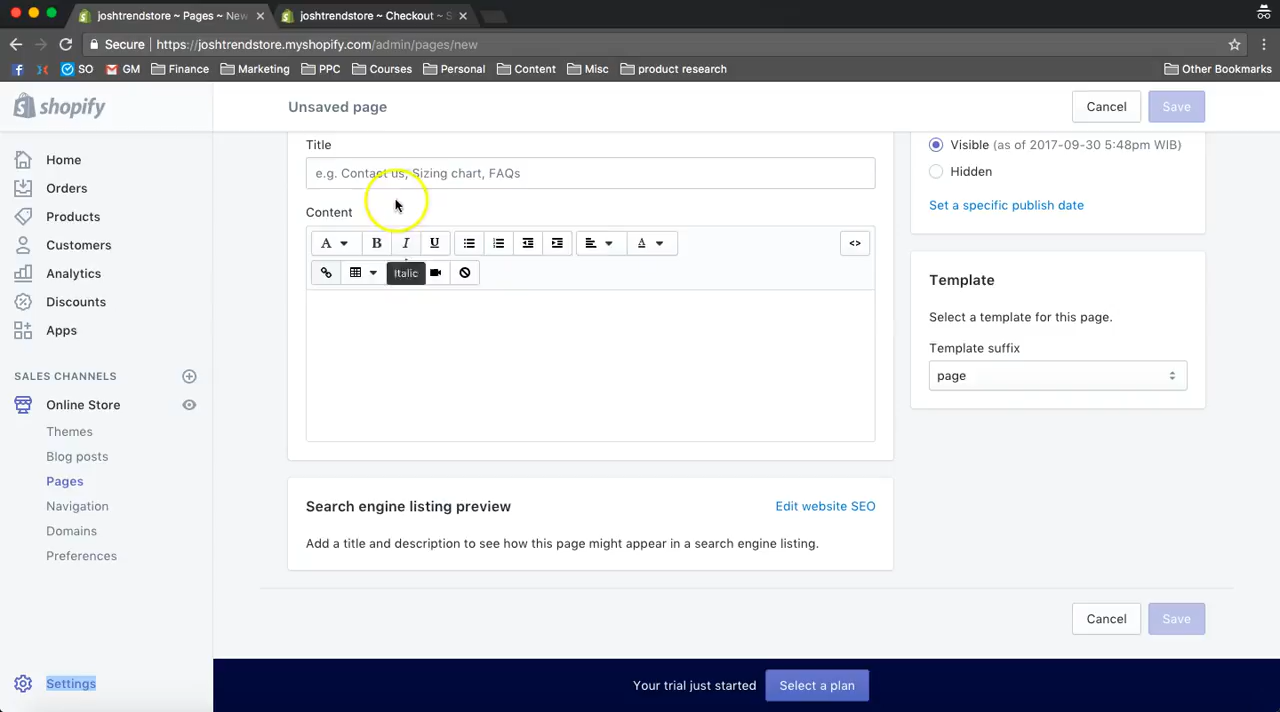 joshtrendstore ~ Pages ~ New
joshtrendstore ~ Checkout ~ S
Secure https://joshtrendstore.myshopify.com/admin/pages/new
SO GM Finance Marketing PPC Courses Personal Content Misc product research Other Bookmarks
shopify
Unsaved page
Cancel
Save
Home
Orders
Products
Customers
Analytics
Discounts
Apps
SALES CHANNELS
Online Store
Themes
Blog posts
Pages
Navigation
Domains
Preferences
Settings
Title
e.g. Contact us, Sizing chart, FAQs
Content
A B I U A <>
Italic
Search engine listing preview
Edit website SEO
Add a title and description to see how this page might appear in a search engine listing.
Visible (as of 2017-09-30 5:48pm WIB)
Hidden
Set a specific publish date
Template
Select a template for this page.
Template suffix
page
Cancel
Save
Your trial just started
Select a plan